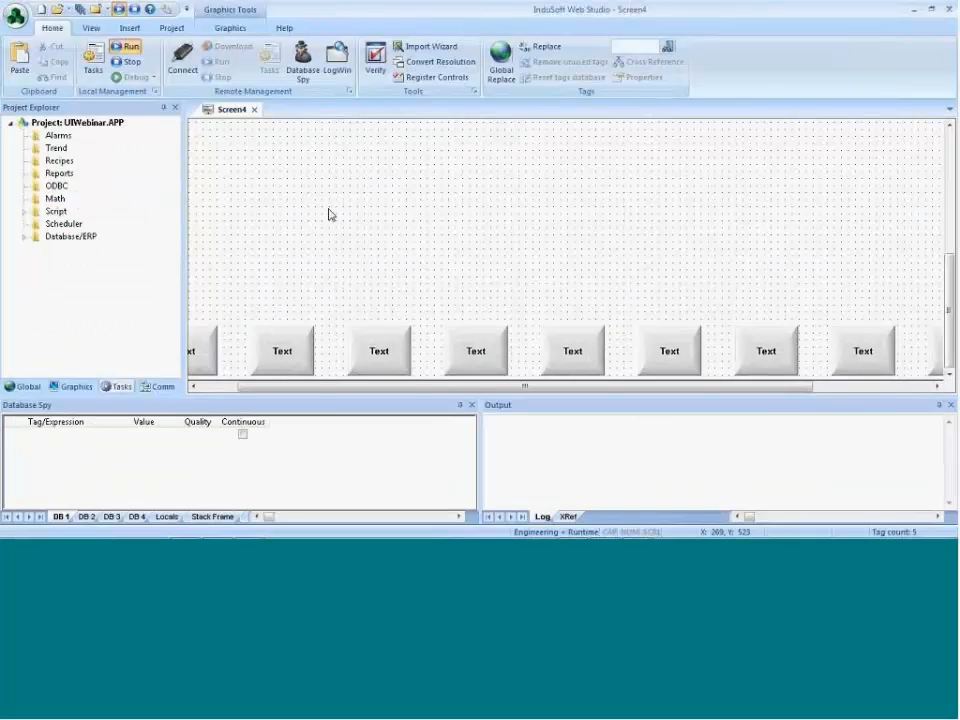 Graphics Tools
InduSoft Web Studio - Screen4
Home View Insert Project Graphics Help
Paste
Cut
Copy
Find
Clipboard
Tasks
Run
Stop
Debug
Local Management
Connect
Download
Run
Stop
Tasks
Database Spy
LogWin
Remote Management
Verify
Import Wizard
Convert Resolution
Register Controls
Tools
Global Replace
Replace
Remove unused tags
Reset tags database
Cross Reference
Properties
Tags
Project Explorer
Screen4
Project: UIWebinar.APP
Alarms
Trend
Recipes
Reports
ODBC
Math
Script
Scheduler
Database/ERP
xt Text Text Text Text Text Text Text
Global Graphics Tasks Comm
Database Spy
Output
Tag/Expression Value Quality Continuous
DB 1 DB 2 DB 3 DB 4 Locals Stack Frame
Log XRef
Engineering + Runtime CAP NUM SCRL X: 269, Y: 523 Tag count: 5